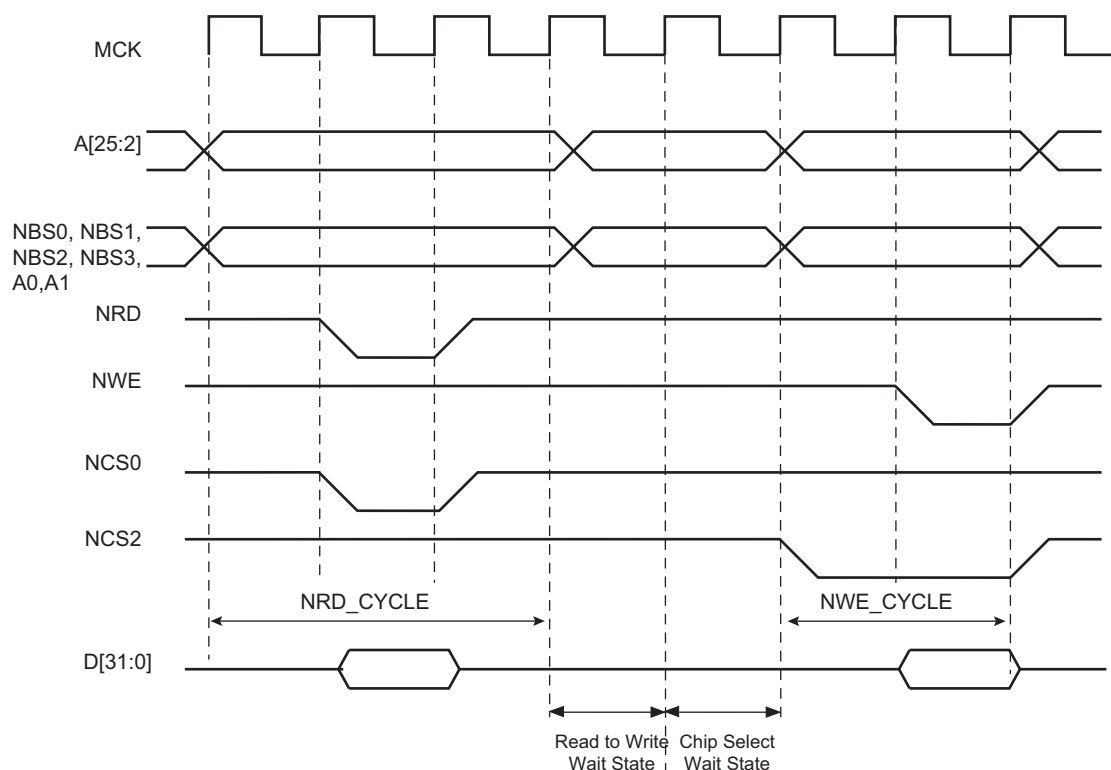 MCK
A[25:2]
NBS0, NBS1,
NBS2, NBS3,
A0,A1
NRD
NWE
NCS0
NCS2
NRD_CYCLE
NWE_CYCLE
D[31:0]
Read to Write
Wait State
Chip Select
Wait State